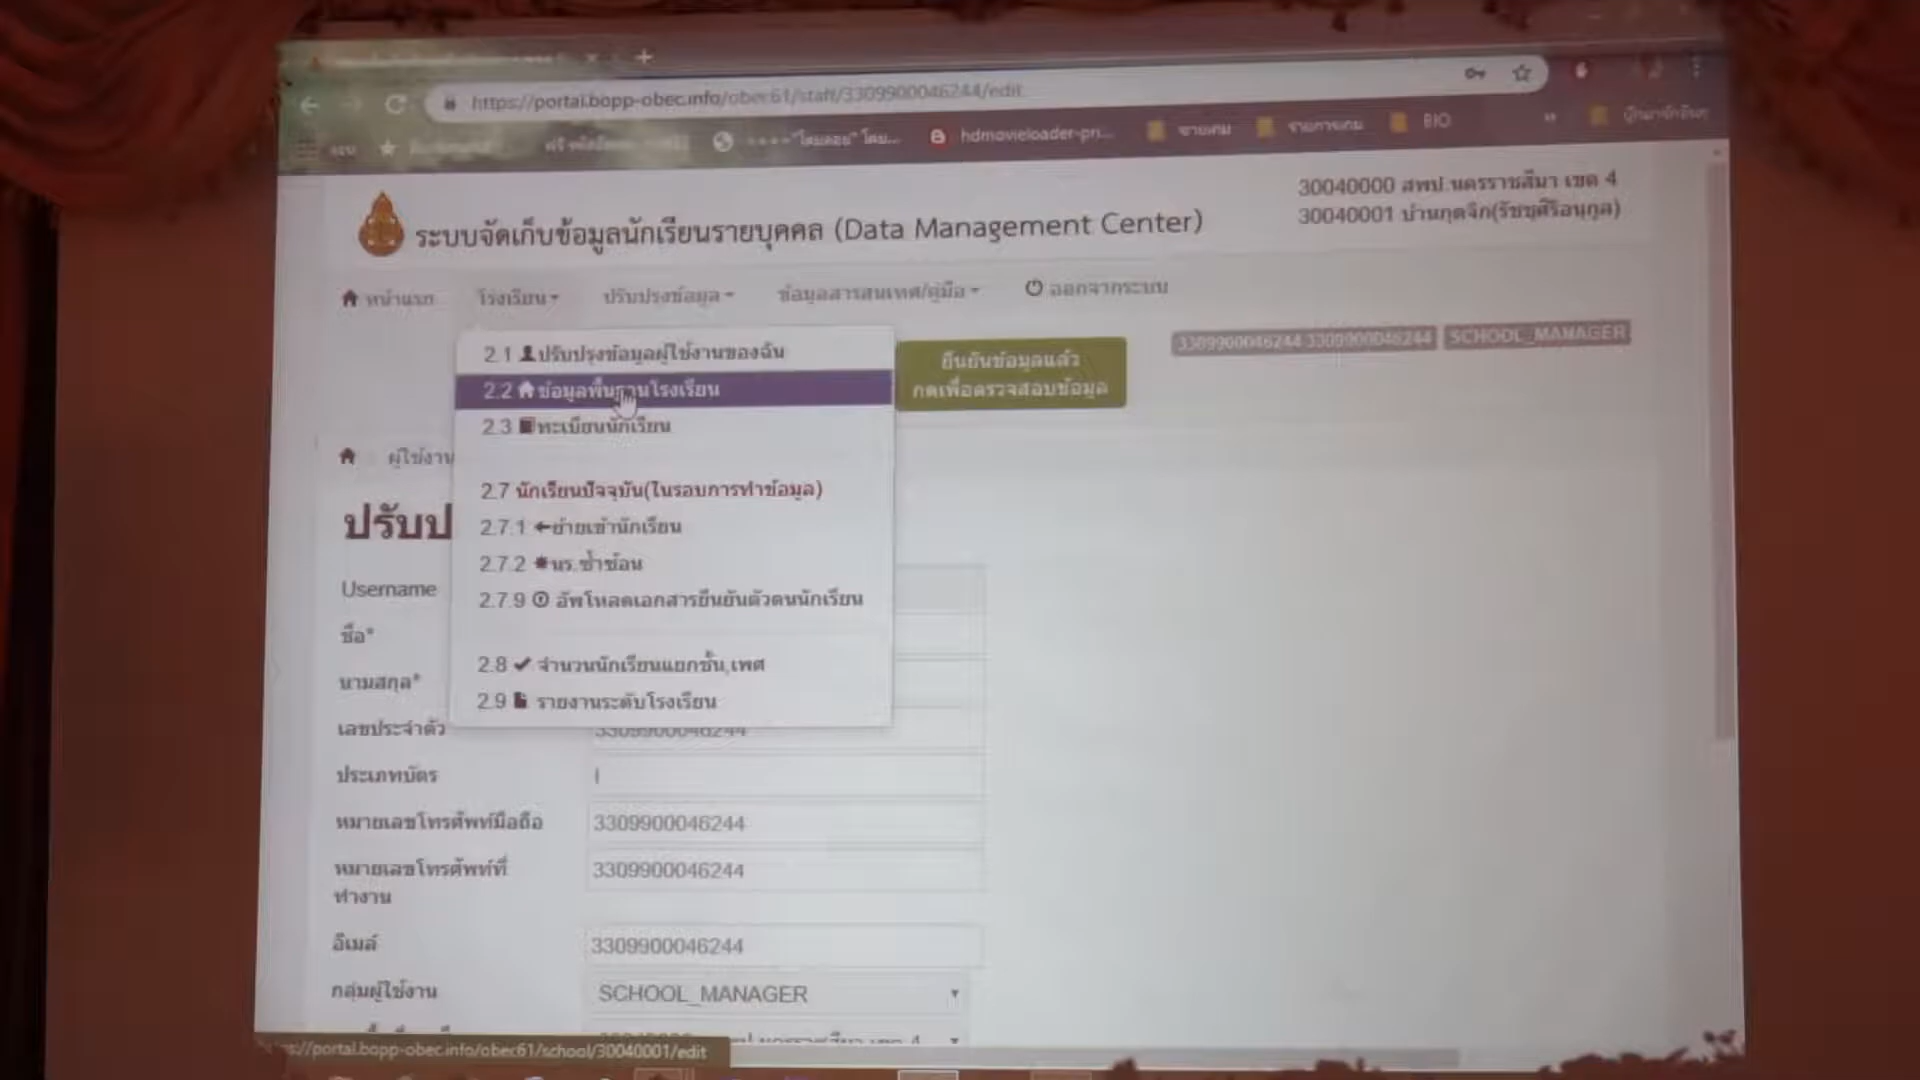 https://portal.bopp-obec.info/obec61/staff/3309900046244/edit
hdmovieloader-pri...
ขายเกม
รายการเกม
BIO
30040000 สพป.นครราชสีมา เขต 4
30040001 บ้านกุดจิก(รัชชุศิริอนุกูล)
ระบบจัดเก็บข้อมูลนักเรียนรายบุคคล (Data Management Center)
หน้าแรก
โรงเรียน
ปรับปรุงข้อมูล
ข้อมูลสารสนเทศ/คู่มือ
ออกจากระบบ
3309900046244 3309900046244
SCHOOL_MANAGER
ยืนยันข้อมูลแล้ว
กดเพื่อตรวจสอบข้อมูล
2.1 ปรับปรุงข้อมูลผู้ใช้งานของฉัน
2.2 ข้อมูลพื้นฐานโรงเรียน
2.3 ทะเบียนนักเรียน
2.7 นักเรียนปัจจุบัน(ในรอบการทำข้อมูล)
2.7.1 ย้ายเข้านักเรียน
2.7.2 นร.ซ้ำซ้อน
2.7.9 อัพโหลดเอกสารยืนยันตัวตนนักเรียน
2.8 จำนวนนักเรียนแยกชั้น,เพศ
2.9 รายงานระดับโรงเรียน
ผู้ใช้งาน
ปรับป
Username
ชื่อ*
นามสกุล*
เลขประจำตัว
3309900046244
ประเภทบัตร
หมายเลขโทรศัพท์มือถือ
3309900046244
หมายเลขโทรศัพท์ที่
ทำงาน
3309900046244
อีเมล์
3309900046244
กลุ่มผู้ใช้งาน
SCHOOL_MANAGER
://portal.bopp-obec.info/obec61/school/30040001/edit